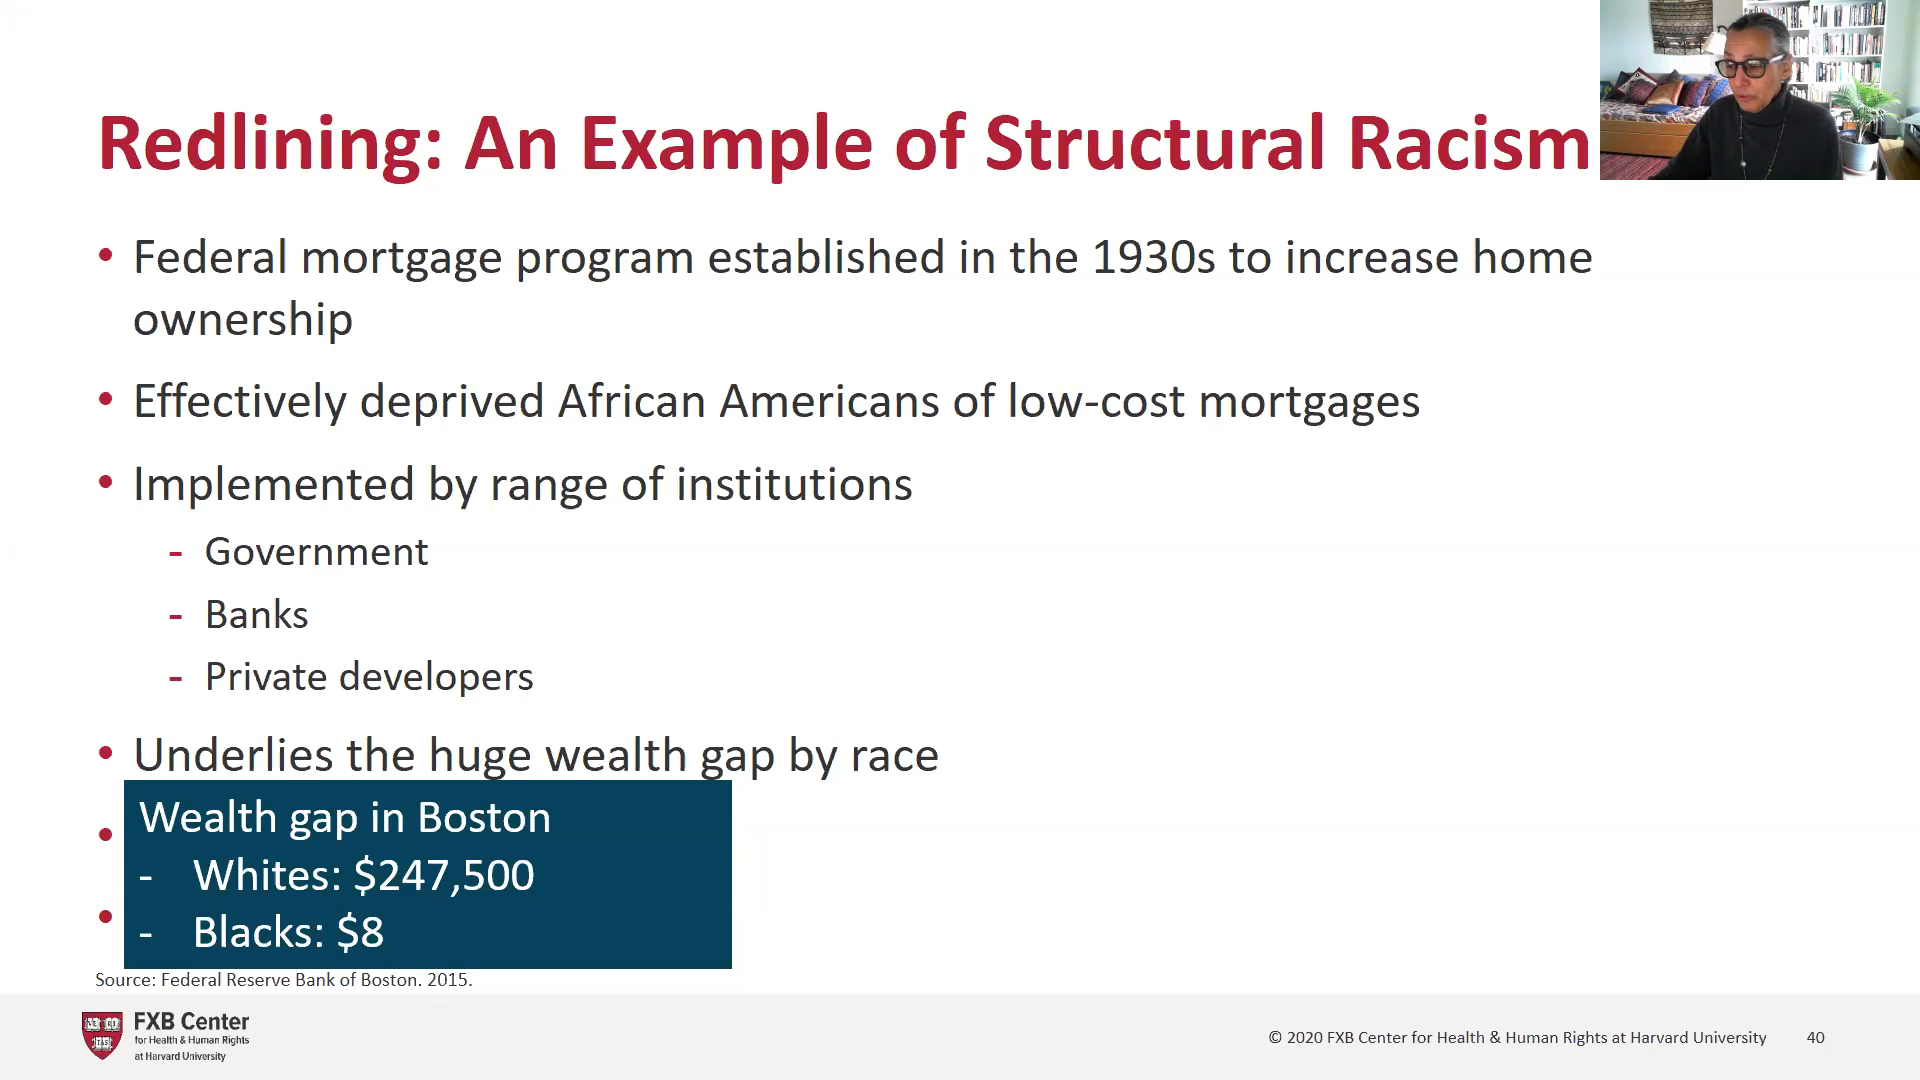 Redlining: An Example of Structural Racism
• Federal mortgage program established in the 1930s to increase home
ownership
• Effectively deprived African Americans of low-cost mortgages
• Implemented by range of institutions
- Government
- Banks
- Private developers
• Underlies the huge wealth gap by race
Wealth gap in Boston
- Whites: $247,500
- Blacks: $8
Source: Federal Reserve Bank of Boston. 2015.
VE RI
TAS
FXB Center
for Health & Human Rights
at Harvard University
© 2020 FXB Center for Health & Human Rights at Harvard University 40